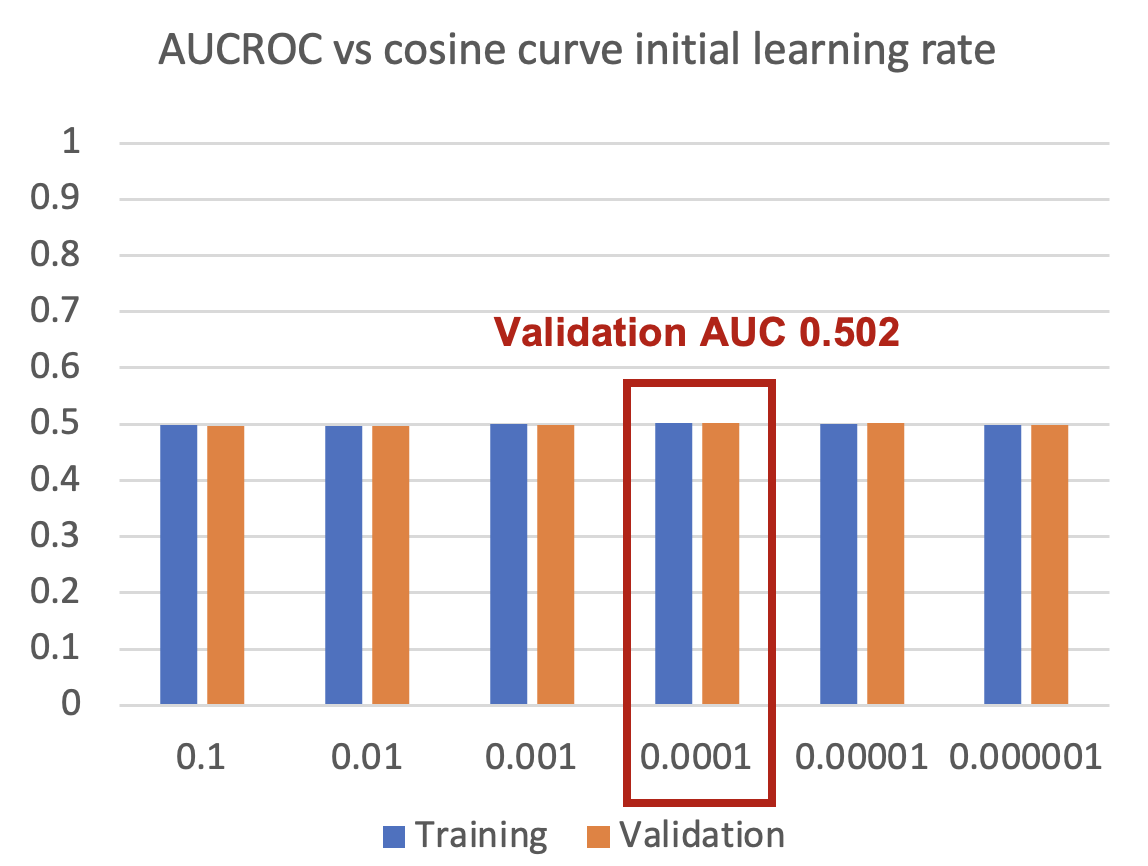 AUCROC vs cosine curve initial learning rate
1
0.9
0.8
0.7
Validation AUC 0.502
0.6
0.5
0.4
0.3
0.2
0.1
0
0.1 0.01 0.001 0.0001 0.00001 0.000001
Training Validation